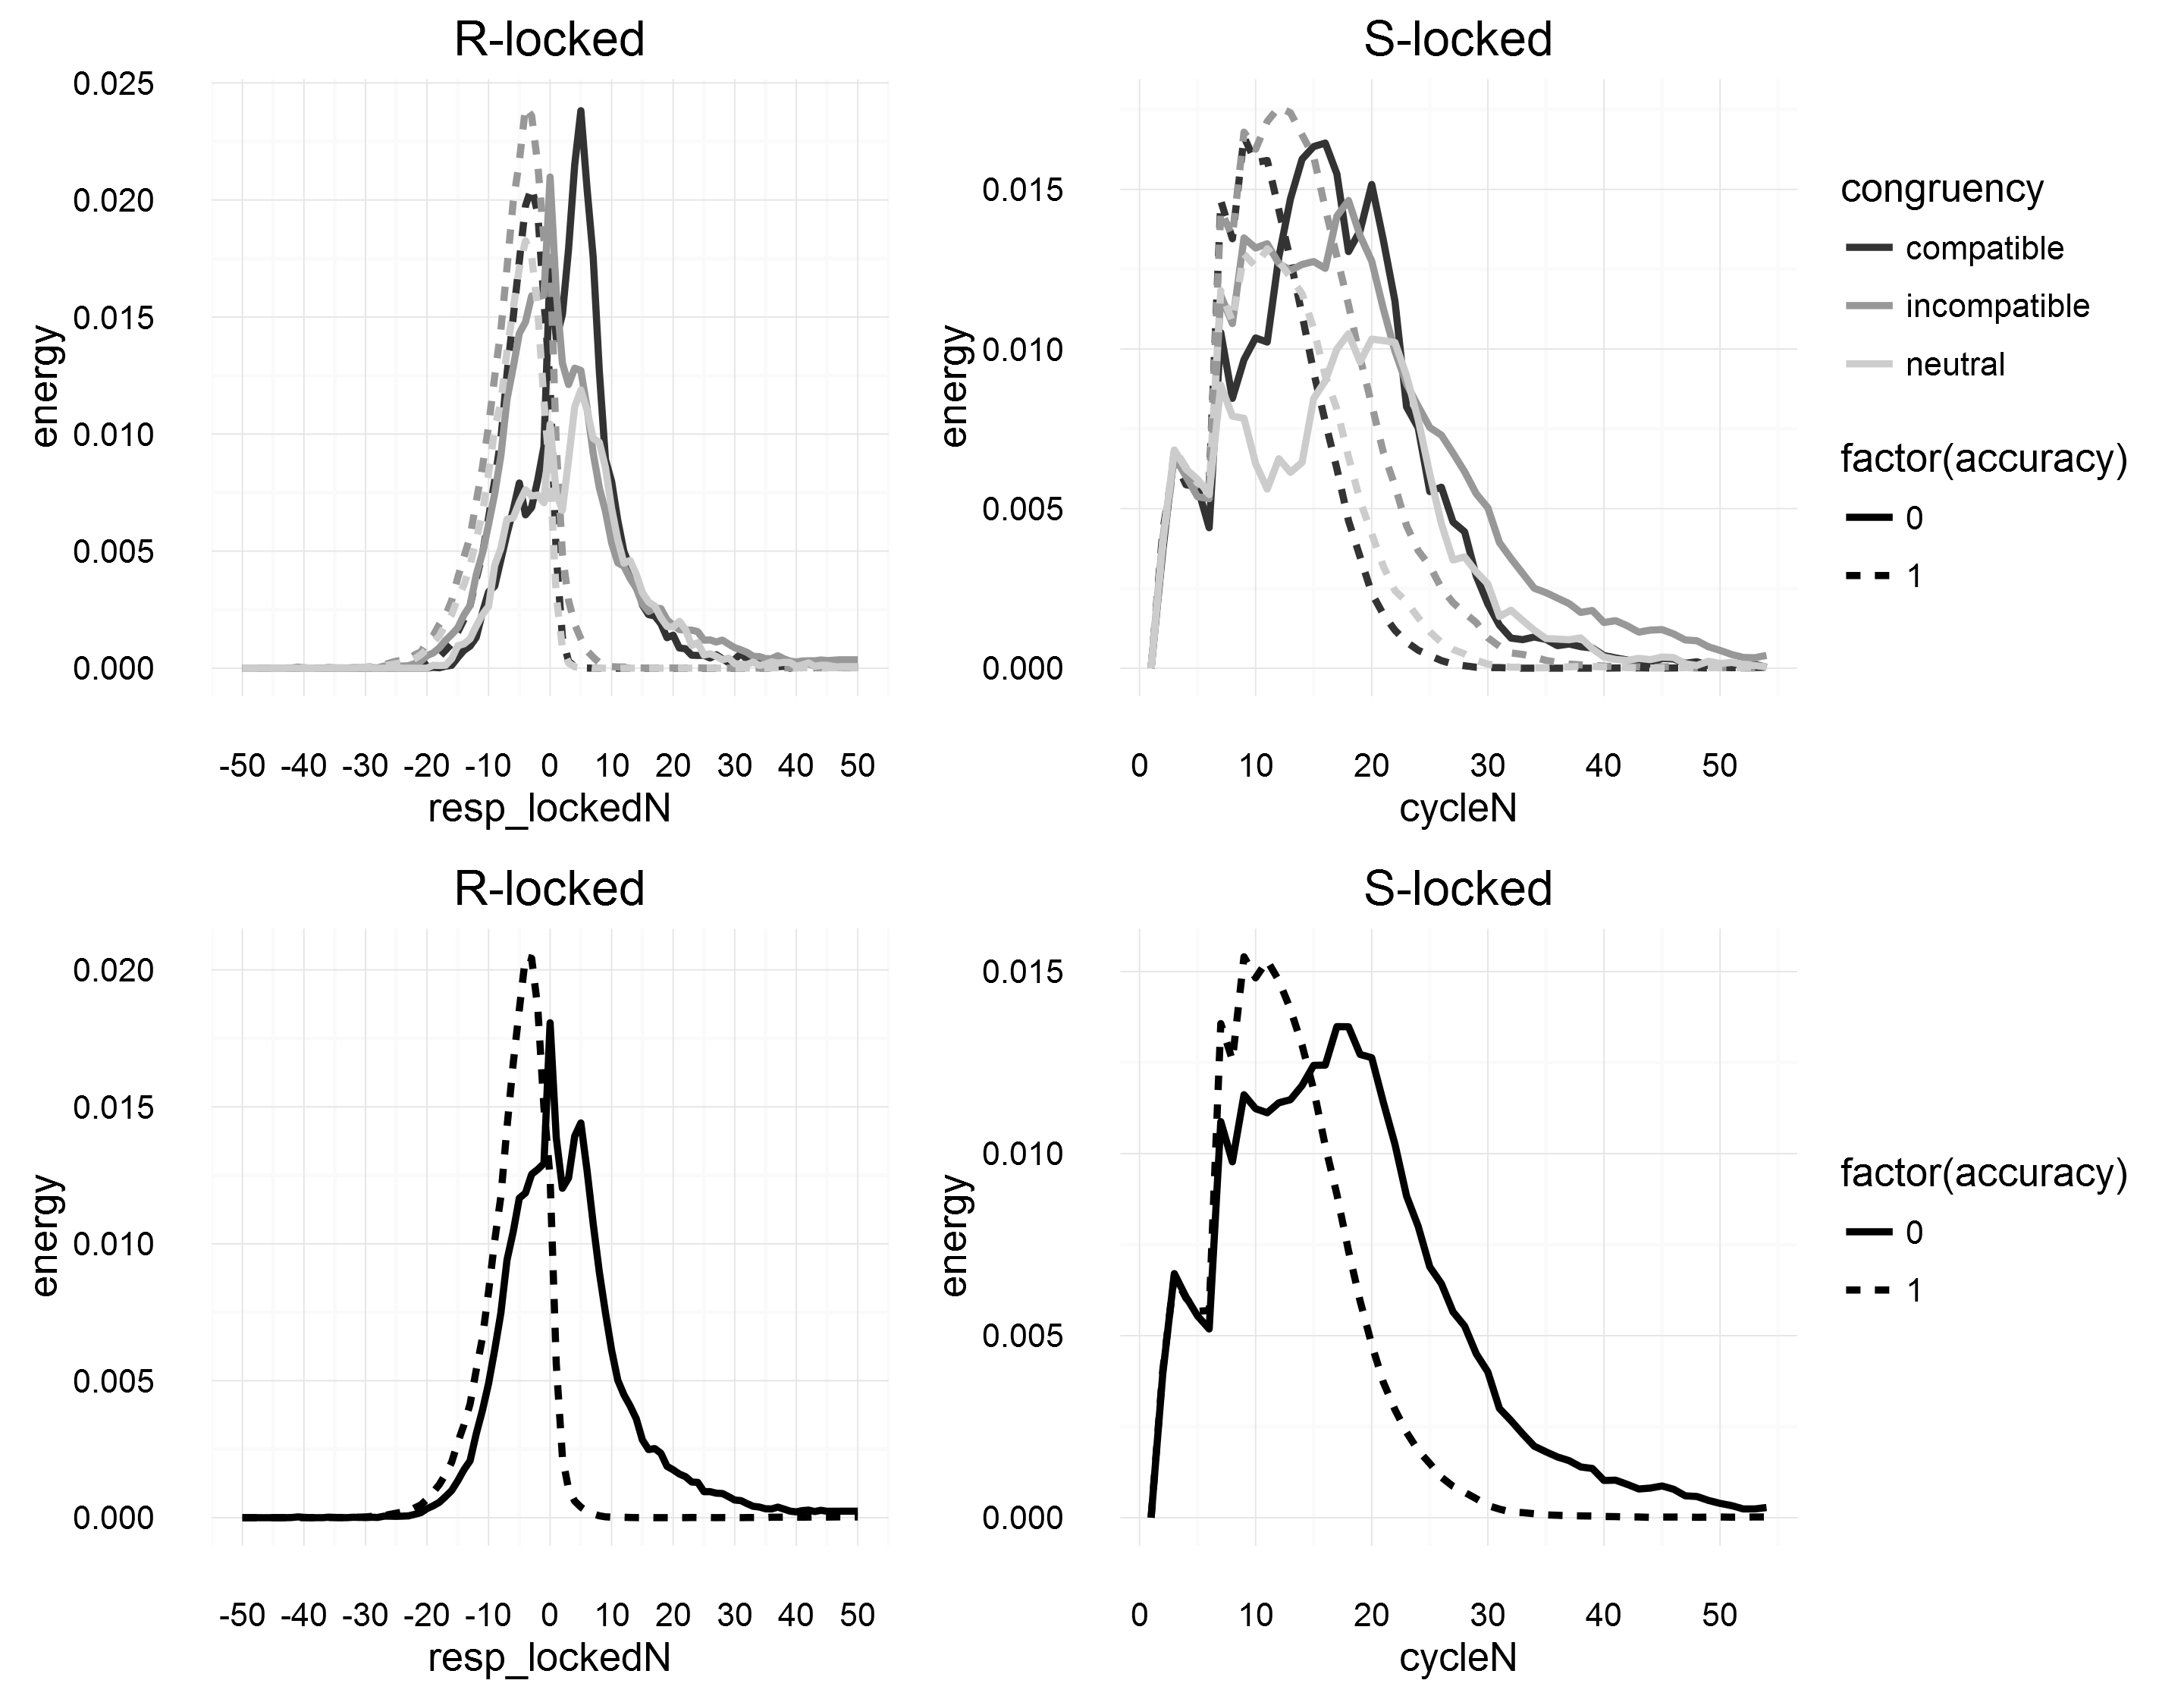 R-locked
S-locked
0.025
0.020
0.015
0.010
0.005
0.000
energy
-50 -40 -30 -20 -10 0 10 20 30 40 50
resp_lockedN
0.015
0.010
0.005
0.000
energy
0 10 20 30 40 50
cycleN
congruency
compatible
incompatible
neutral
factor(accuracy)
0
1
R-locked
S-locked
0.020
0.015
0.010
0.005
0.000
energy
-50 -40 -30 -20 -10 0 10 20 30 40 50
resp_lockedN
0.015
0.010
0.005
0.000
energy
0 10 20 30 40 50
cycleN
factor(accuracy)
0
1